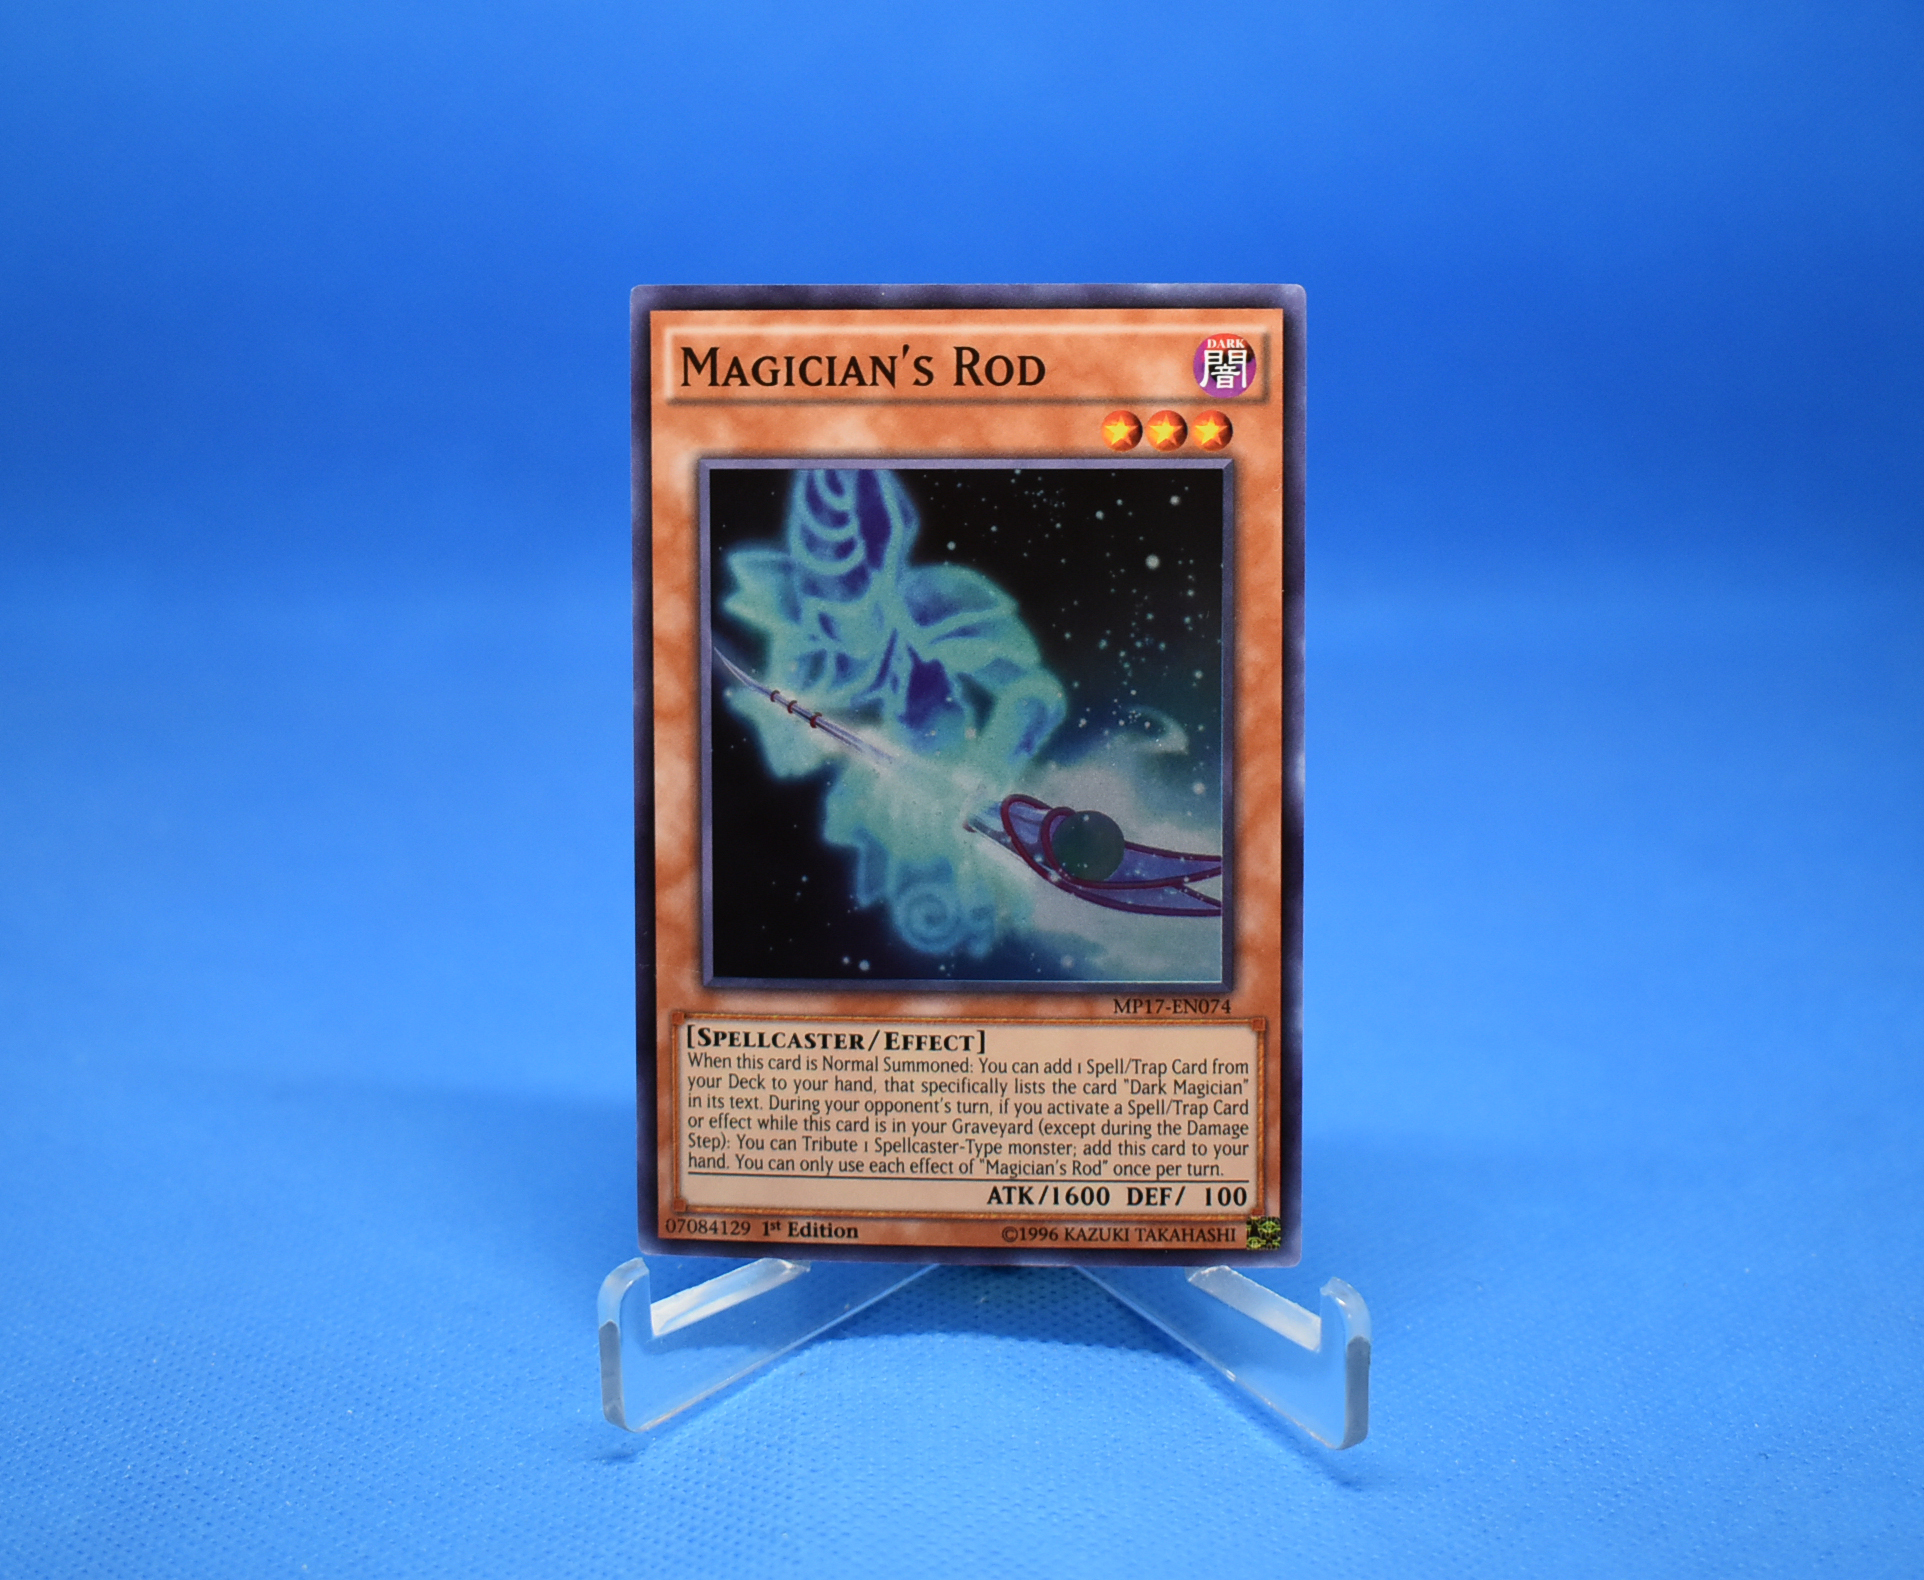 MAGICIAN'S ROD
DARK
闇
MP17-EN074
[SPELLCASTER/EFFECT]
When this card is Normal Summoned: You can add 1 Spell/Trap Card from
your Deck to your hand, that specifically lists the card "Dark Magician"
in its text. During your opponent's turn, if you activate a Spell/Trap Card
or effect while this card is in your Graveyard (except during the Damage
Step): You can Tribute 1 Spellcaster-Type monster; add this card to your
hand. You can only use each effect of "Magician's Rod" once per turn.
ATK/1600 DEF/ 100
07084129 1st Edition ©1996 KAZUKI TAKAHASHI